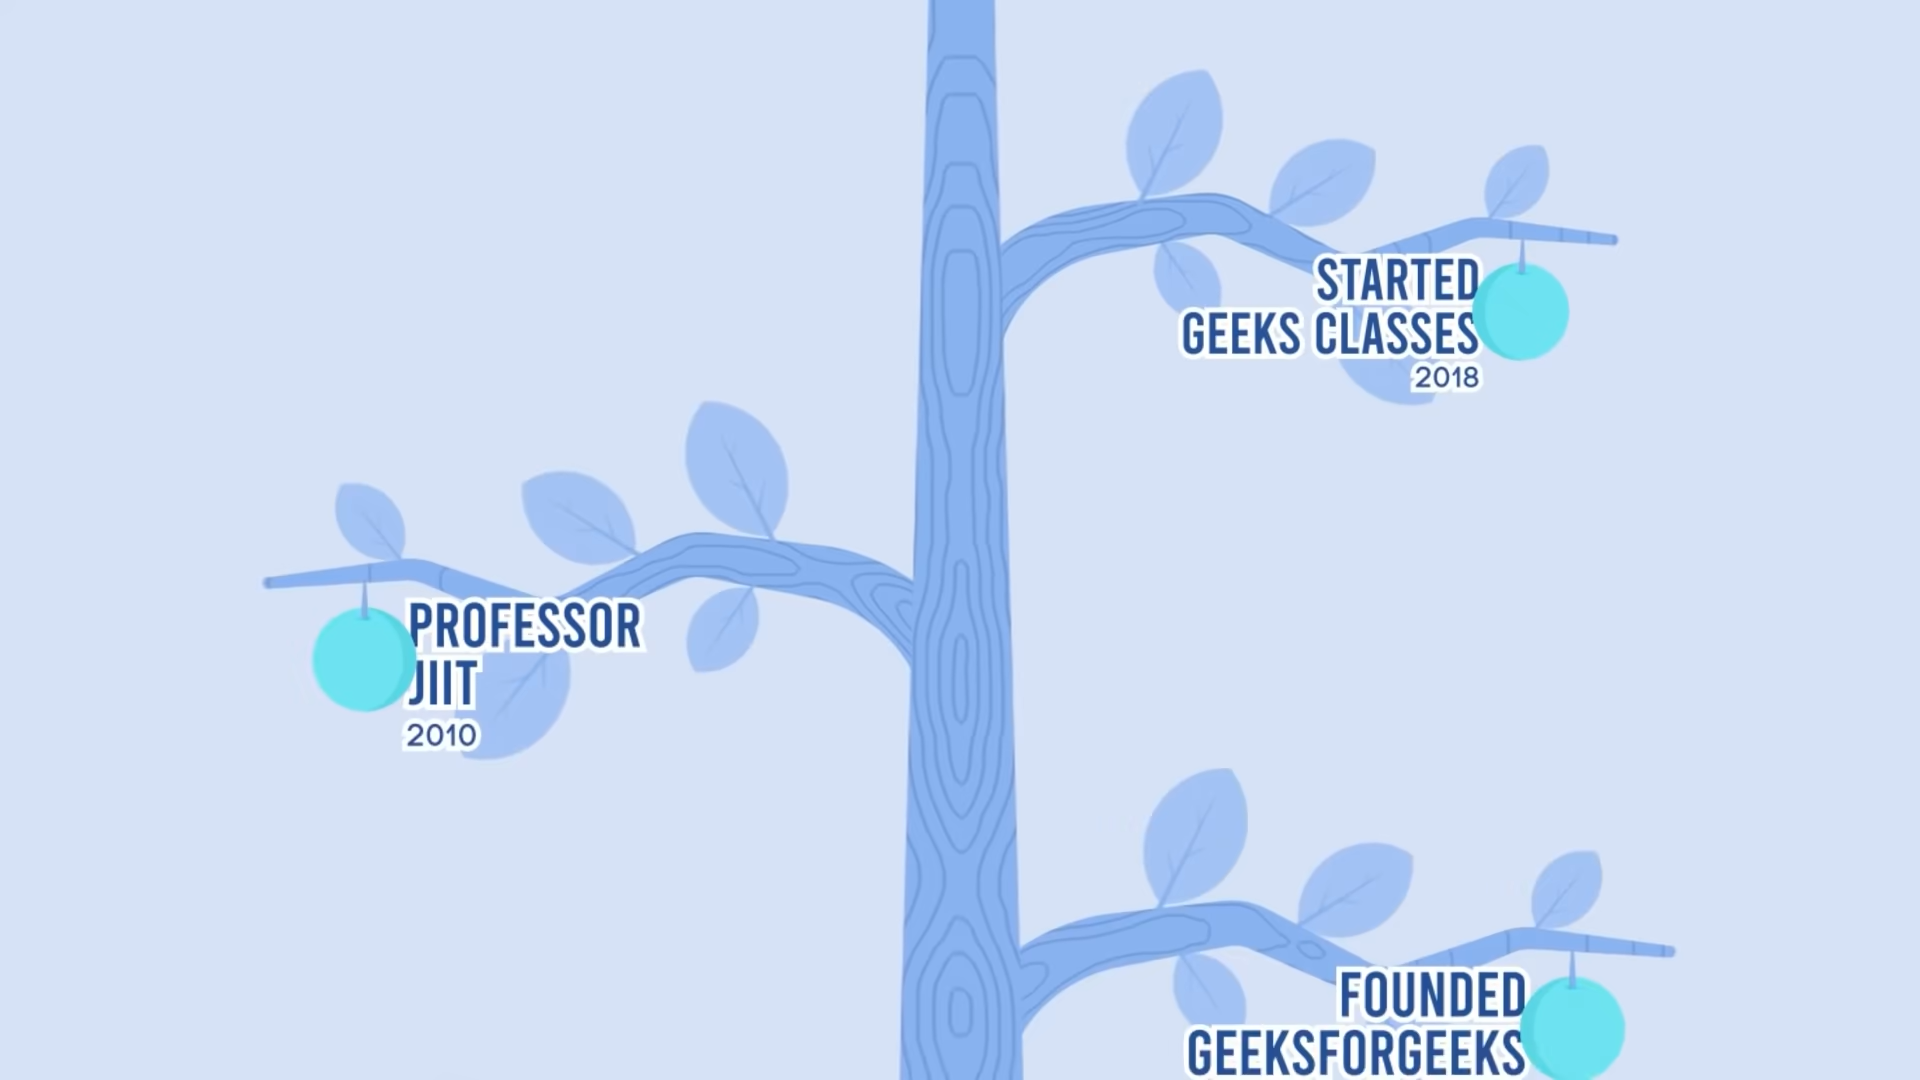 STARTED
GEEKS CLASSES
2018
PROFESSOR
JIIT
2010
FOUNDED
GEEKSFORGEEKS